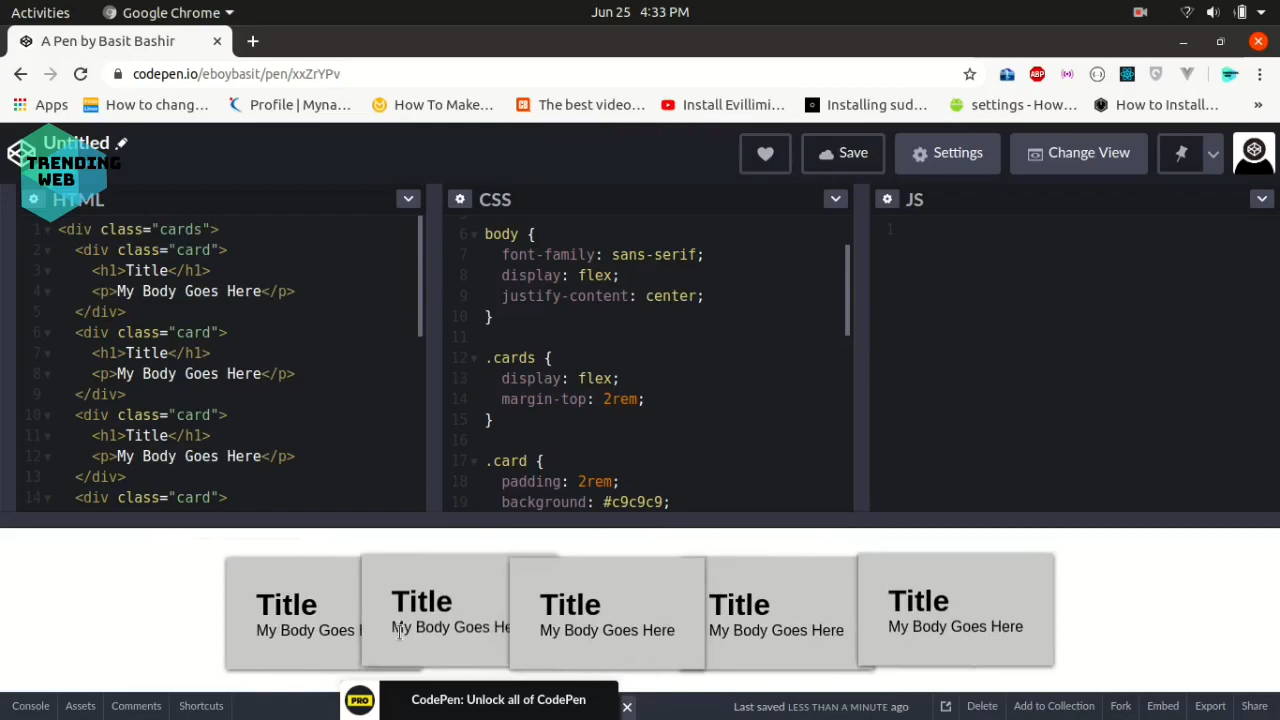 Activities
Google Chrome
Jun 25 4:33 PM
A Pen by Basit Bashir
codepen.io/eboybasit/pen/xxZrYPv
ABP
Apps
How to chang...
Profile | Myna...
How To Make...
The best video...
Install Evillimi...
Installing sud...
settings - How...
How to Install...
»
Untitled
TRENDING
WEB
Save
Settings
Change View
HTML
1 <div class="cards">
2 <div class="card">
3 <h1>Title</h1>
4 <p>My Body Goes Here</p>
5 </div>
6 <div class="card">
7 <h1>Title</h1>
8 <p>My Body Goes Here</p>
9 </div>
10 <div class="card">
11 <h1>Title</h1>
12 <p>My Body Goes Here</p>
13 </div>
14 <div class="card">
CSS
6 body {
7 font-family: sans-serif;
8 display: flex;
9 justify-content: center;
10 }
11
12 .cards {
13 display: flex;
14 margin-top: 2rem;
15 }
16
17 .card {
18 padding: 2rem;
19 background: #c9c9c9;
JS
1
Title
My Body Goes
Title
My Body Goes He
Title
My Body Goes Here
Title
My Body Goes Here
Title
My Body Goes Here
PRO
CodePen: Unlock all of CodePen
Console
Assets
Comments
Shortcuts
Last saved LESS THAN A MINUTE ago
Delete
Add to Collection
Fork
Embed
Export
Share